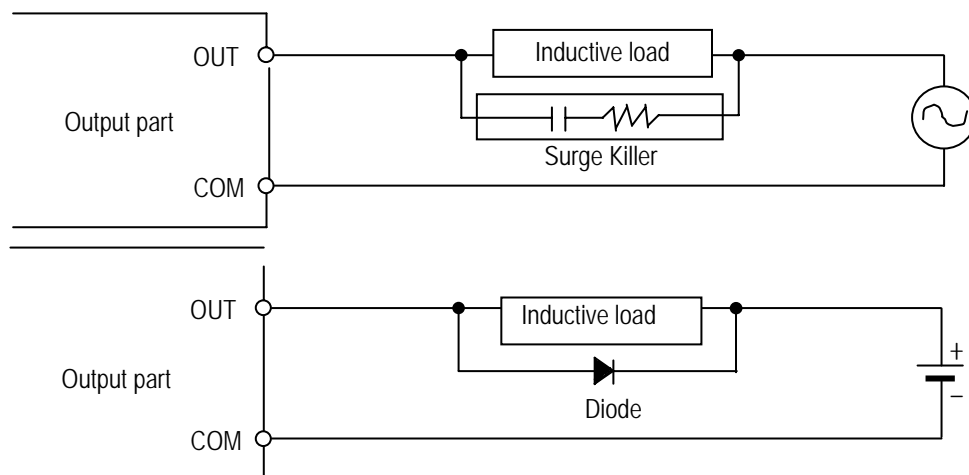 OUT
Inductive load
Output part
Surge Killer
COM
OUT
Inductive load
+
Output part
−
Diode
COM